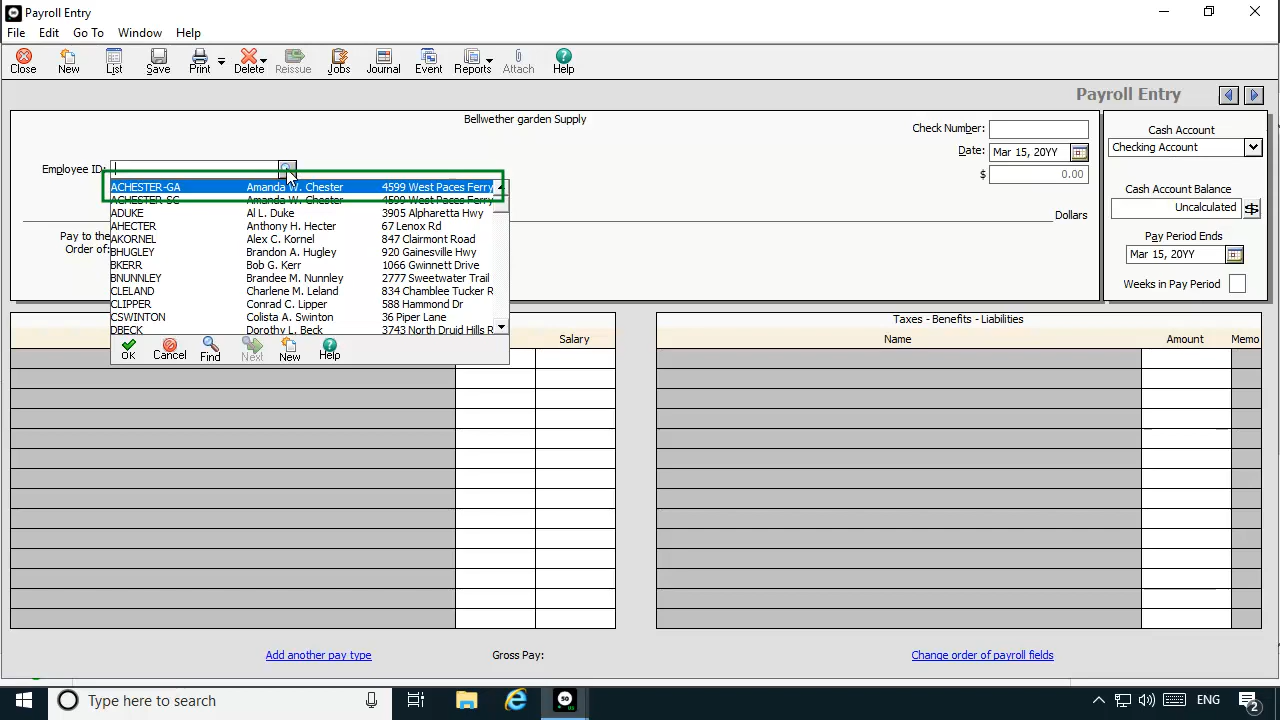 Payroll Entry
File Edit Go To Window Help
Close New List Save Print Delete Reissue Jobs Journal Event Reports Attach Help
Payroll Entry
Bellwether garden Supply
Check Number:
Date: Mar 15, 20YY
$ 0.00
Cash Account
Checking Account
Cash Account Balance
Uncalculated
Pay Period Ends
Mar 15, 20YY
Weeks in Pay Period
Employee ID:
Dollars
Pay to the
Order of:
ACHESTER-GA Amanda W. Chester 4599 West Paces Ferry
ACHESTER-SC Amanda W. Chester 4599 West Paces Ferry
ADUKE Al L. Duke 3905 Alpharetta Hwy
AHECTER Anthony H. Hecter 67 Lenox Rd
AKORNEL Alex C. Kornel 847 Clairmont Road
BHUGLEY Brandon A. Hugley 920 Gainesville Hwy
BKERR Bob G. Kerr 1066 Gwinnett Drive
BNUNNLEY Brandee M. Nunnley 2777 Sweetwater Trail
CLELAND Charlene M. Leland 834 Chamblee Tucker R
CLIPPER Conrad C. Lipper 588 Hammond Dr
CSWINTON Colista A. Swinton 36 Piper Lane
DBECK Dorothy L. Beck 3743 North Druid Hills R
OK Cancel Find Next New Help
Salary
Taxes - Benefits - Liabilities
Name Amount Memo
Add another pay type Gross Pay: Change order of payroll fields
Type here to search
50
ENG
2